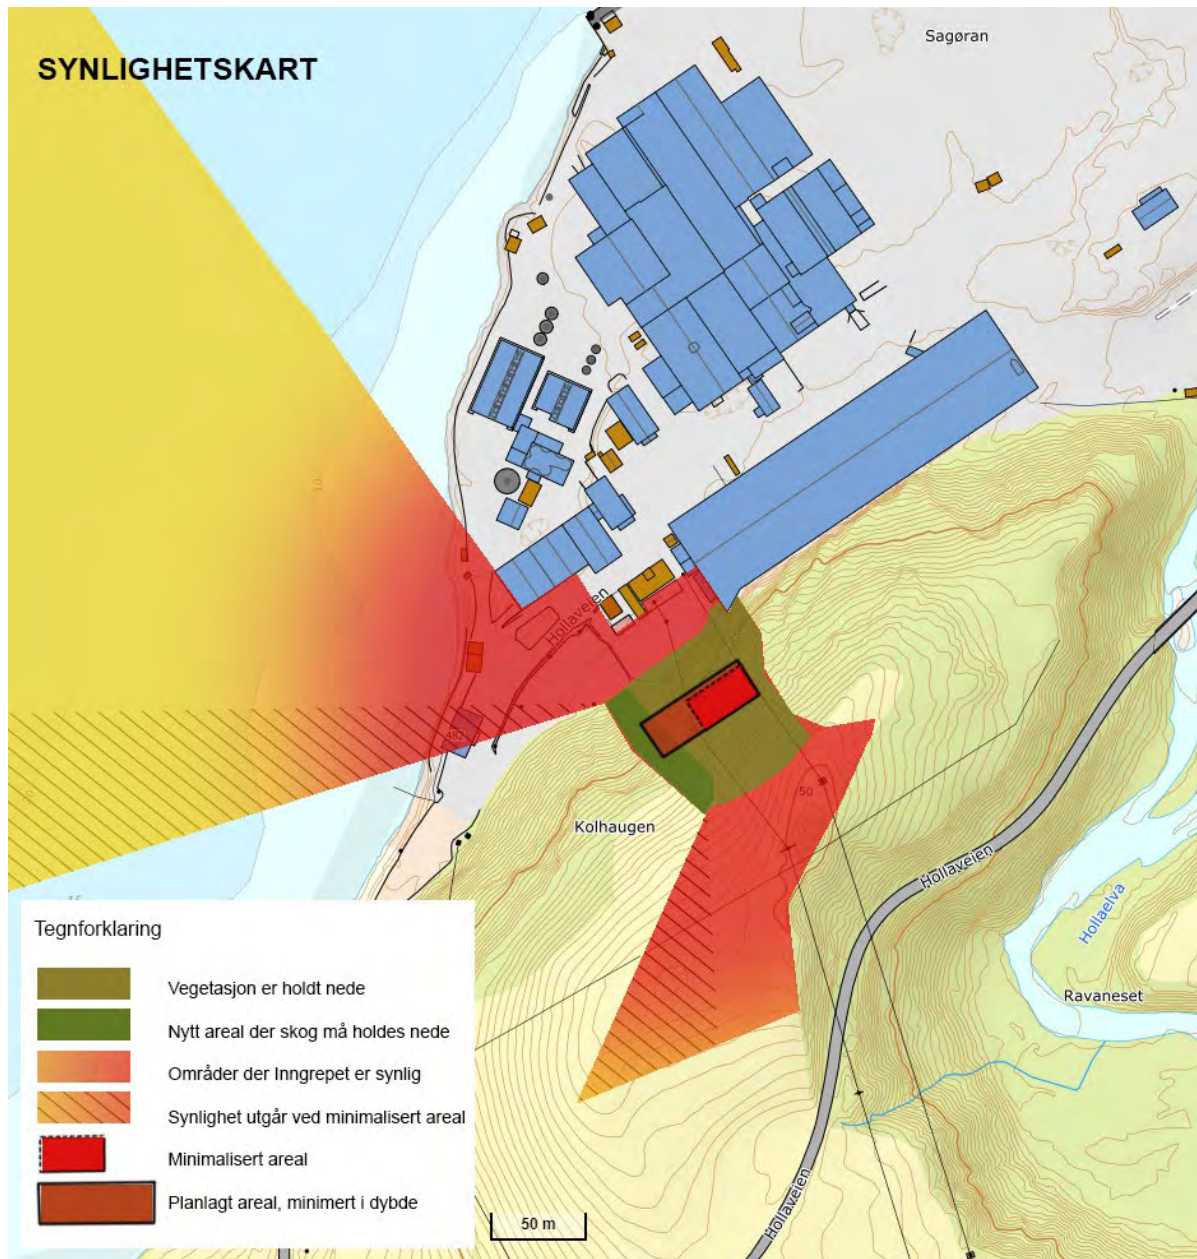 SYNLIGHETSKART
Sagøran
10
Hollaveien
482
50
Kolhaugen
Hollaveien
Hollaelva
Ravaneset
Hollaveien
Tegnforklaring
Vegetasjon er holdt nede
Nytt areal der skog må holdes nede
Områder der Inngrepet er synlig
Synlighet utgår ved minimalisert areal
Minimalisert areal
Planlagt areal, minimert i dybde
50 m